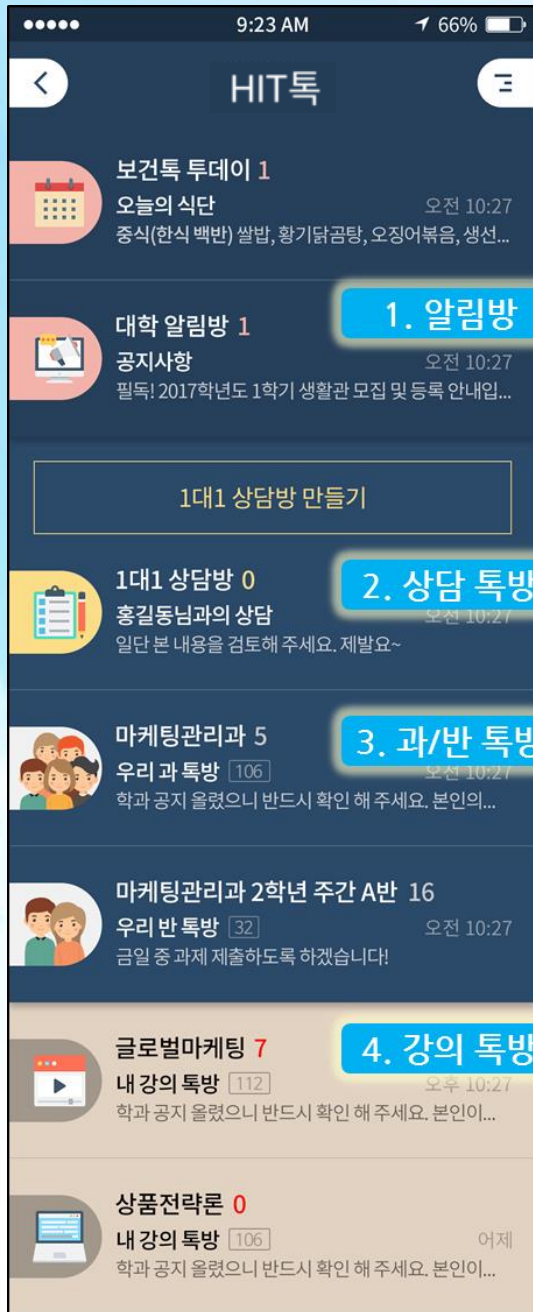 9:23 AM
66%
HIT톡
보건톡 투데이 1
오늘의 식단
오전 10:27
중식(한식 백반) 쌀밥, 황기닭곰탕, 오징어볶음, 생선...
1. 알림방
대학 알림방 1
공지사항
오전 10:27
필독! 2017학년도 1학기 생활관 모집 및 등록 안내입...
1대1 상담방 만들기
1대1 상담방 0
2. 상담 톡방
홍길동님과의 상담
오전 10:27
일단 본 내용을 검토해 주세요. 제발요~
마케팅관리과 5
3. 과/반 톡방
우리 과 톡방 106
오전 10:27
학과 공지 올렸으니 반드시 확인 해 주세요. 본인의...
마케팅관리과 2학년 주간 A반 16
우리 반 톡방 32
오전 10:27
금일 중 과제 제출하도록 하겠습니다!
글로벌마케팅 7
4. 강의 톡방
내 강의 톡방 112
오후 10:27
학과 공지 올렸으니 반드시 확인 해 주세요. 본인이...
상품전략론 0
내 강의 톡방 106
어제
학과 공지 올렸으니 반드시 확인 해 주세요. 본인이...